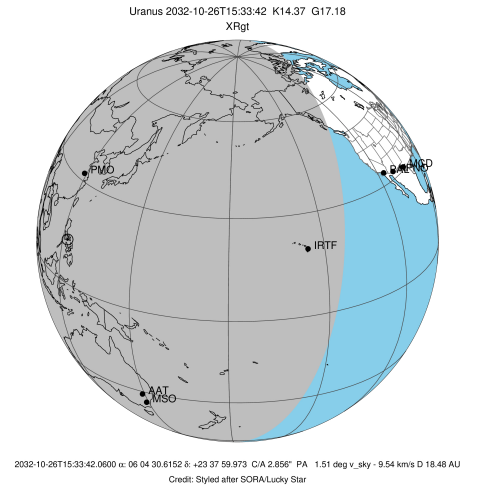 Uranus 2032-10-26T15:33:42 K14.37 G17.18
XRgt
PMO
IRTF
AAT
MSO
2032-10-26T15:33:42.0600 α: 06 04 30.6152 δ: +23 37 59.973 C/A 2.856" PA 1.51 deg v_sky - 9.54 km/s D 18.48 AU
Credit: Styled after SORA/Lucky Star